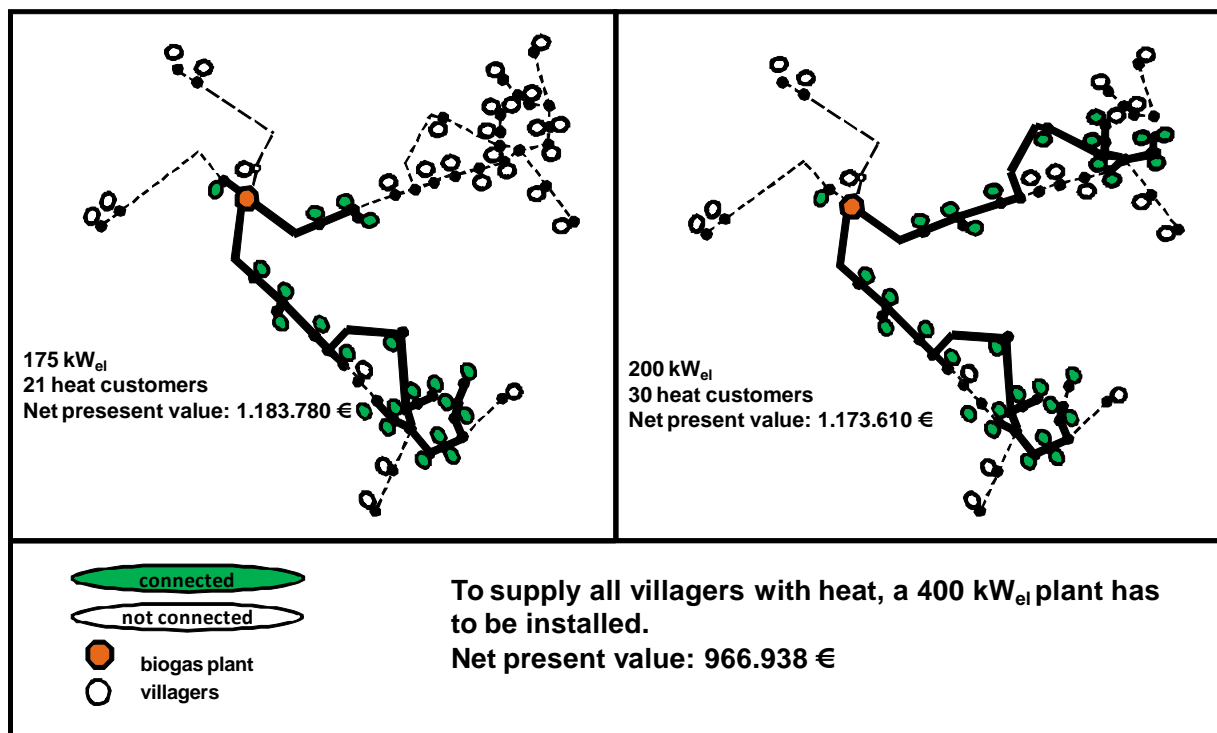 175 kWel
21 heat customers
Net presesent value: 1.183.780 €
200 kWel
30 heat customers
Net present value: 1.173.610 €
connected
not connected
biogas plant
villagers
To supply all villagers with heat, a 400 kWel plant has
to be installed.
Net present value: 966.938 €